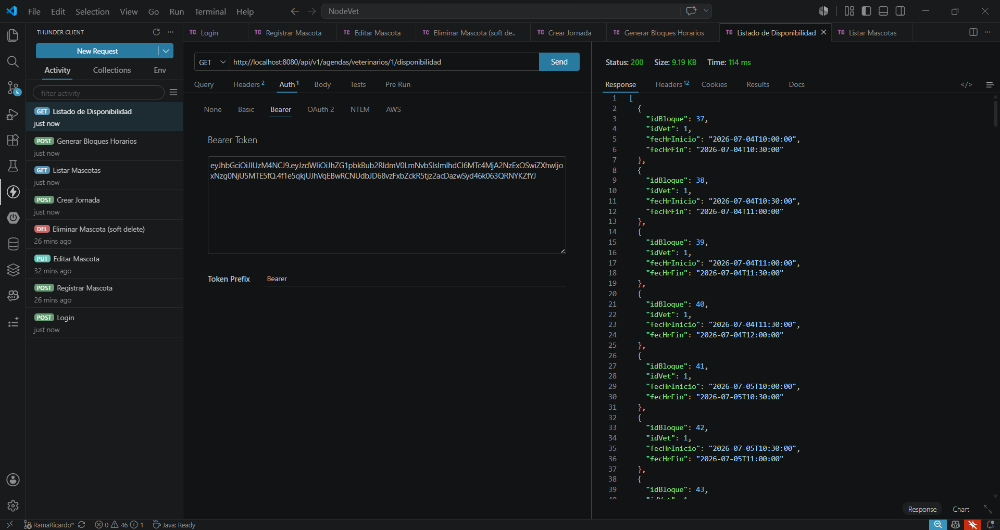 File Edit Selection View Go Run Terminal Help
NodeVet
THUNDER CLIENT
New Request
Activity Collections Env
filter activity
GET Listado de Disponibilidad
just now
POST Generar Bloques Horarios
just now
GET Listar Mascotas
just now
POST Crear Jornada
just now
DEL Eliminar Mascota (soft delete)
26 mins ago
PUT Editar Mascota
32 mins ago
POST Registrar Mascota
26 mins ago
POST Login
just now
5
TC Login TC Registrar Mascota TC Editar Mascota TC Eliminar Mascota (soft de.. TC Crear Jornada TC Generar Bloques Horarios TC Listado de Disponibilidad TC Listar Mascotas
GET http://localhost:8080/api/v1/agendas/veterinarios/1/disponibilidad Send
Query Headers 2 Auth 1 Body Tests Pre Run
None Basic Bearer OAuth 2 NTLM AWS
Bearer Token
Token Prefix Bearer
Status: 200 Size: 9.19 KB Time: 114 ms
Response Headers 12 Cookies Results Docs </>
1 [
2 {
3 "idBloque": 37,
4 "idVet": 1,
5 "fecHrInicio": "2026-07-04T10:00:00",
6 "fecHrFin": "2026-07-04T10:30:00"
7 },
8 {
9 "idBloque": 38,
10 "idVet": 1,
11 "fecHrInicio": "2026-07-04T10:30:00",
12 "fecHrFin": "2026-07-04T11:00:00"
13 },
14 {
15 "idBloque": 39,
16 "idVet": 1,
17 "fecHrInicio": "2026-07-04T11:00:00",
18 "fecHrFin": "2026-07-04T11:30:00"
19 },
20 {
21 "idBloque": 40,
22 "idVet": 1,
23 "fecHrInicio": "2026-07-04T11:30:00",
24 "fecHrFin": "2026-07-04T12:00:00"
25 },
26 {
27 "idBloque": 41,
28 "idVet": 1,
29 "fecHrInicio": "2026-07-05T10:00:00",
30 "fecHrFin": "2026-07-05T10:30:00"
31 },
32 {
33 "idBloque": 42,
34 "idVet": 1,
35 "fecHrInicio": "2026-07-05T10:30:00",
36 "fecHrFin": "2026-07-05T11:00:00"
37 },
38 {
39 "idBloque": 43,
Response Chart
RamaRicardo* 0 46 1 Java: Ready